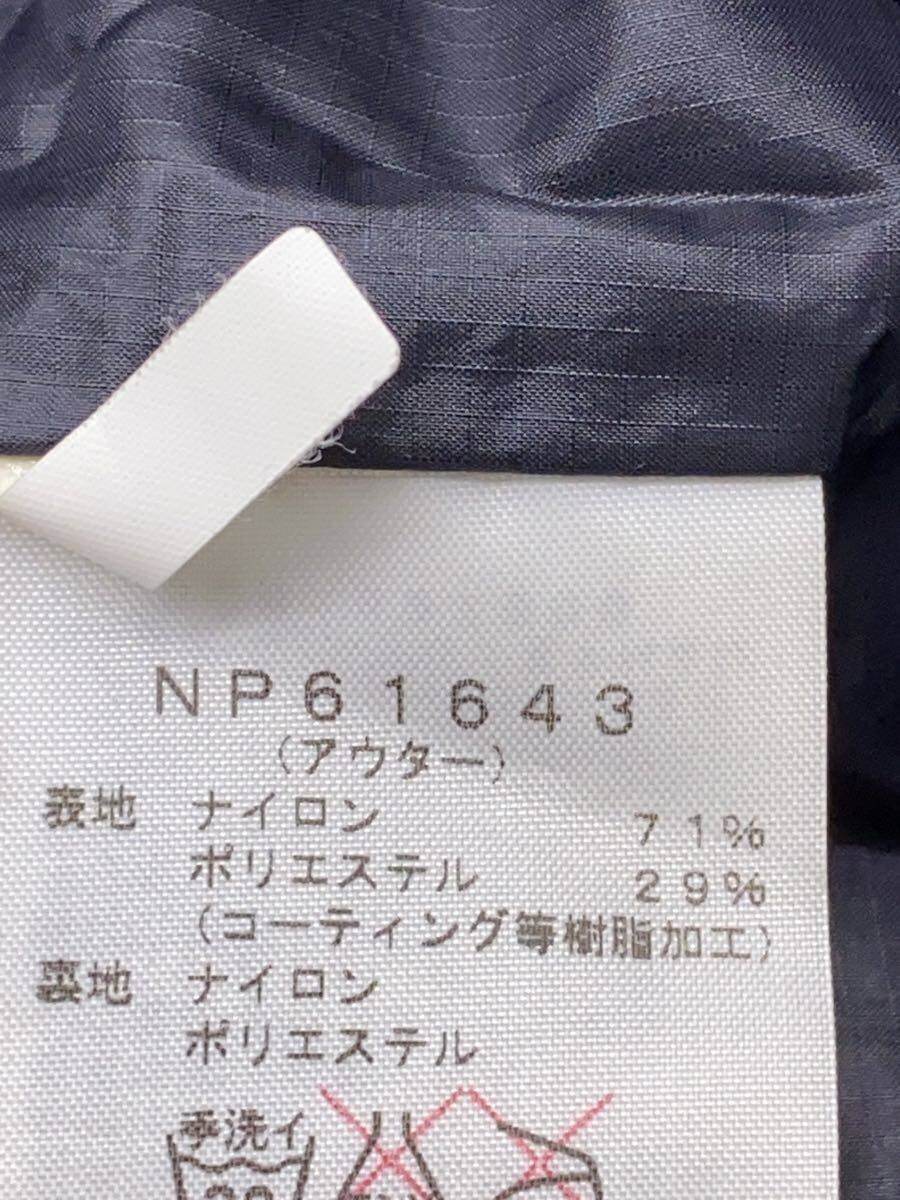 NP61643
(アウター)
表地 ナイロン 71%
ポリエステル 29%
(コーティング等樹脂加工)
裏地 ナイロン
ポリエステル
手洗イ